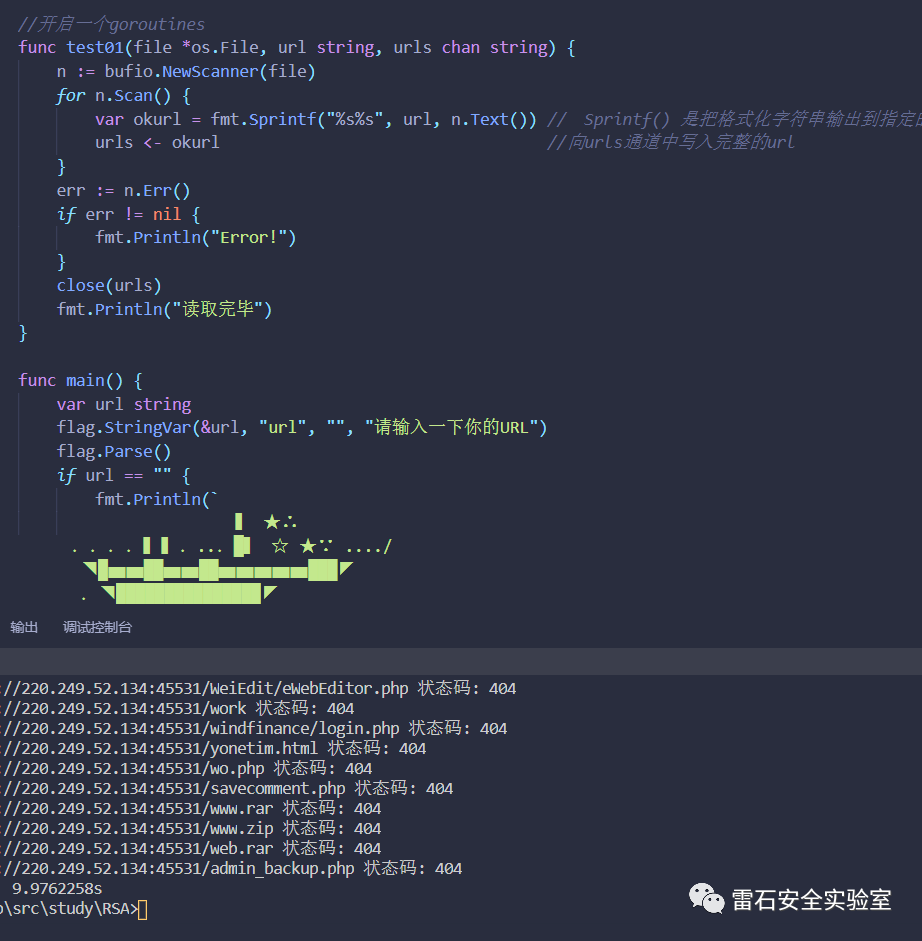 //开启一个goroutines
func test01(file *os.File, url string, urls chan string) {
n := bufio.NewScanner(file)
for n.Scan() {
var okurl = fmt.Sprintf("%s%s", url, n.Text()) // Sprintf() 是把格式化字符串输出到指定
urls <- okurl //向urls通道中写入完整的url
}
err := n.Err()
if err != nil {
fmt.Println("Error!")
}
close(urls)
fmt.Println("读取完毕")
}
func main() {
var url string
flag.StringVar(&url, "url", "", "请输入一下你的URL")
flag.Parse()
if url == "" {
fmt.Println(`
▌ ★∴
. . . . ▌▌. ... █▌ ☆ ★∵ ..../
◥█▅▅██▅▅██▅▅▅▅▅███◤
. ◥███████████████◤
输出 调试控制台
://220.249.52.134:45531/WeiEdit/eWebEditor.php 状态码: 404
://220.249.52.134:45531/work 状态码: 404
://220.249.52.134:45531/windfinance/login.php 状态码: 404
://220.249.52.134:45531/yonetim.html 状态码: 404
://220.249.52.134:45531/wo.php 状态码: 404
://220.249.52.134:45531/savecomment.php 状态码: 404
://220.249.52.134:45531/www.rar 状态码: 404
://220.249.52.134:45531/www.zip 状态码: 404
://220.249.52.134:45531/web.rar 状态码: 404
://220.249.52.134:45531/admin_backup.php 状态码: 404
9.9762258s
\src\study\RSA>
雷石安全实验室